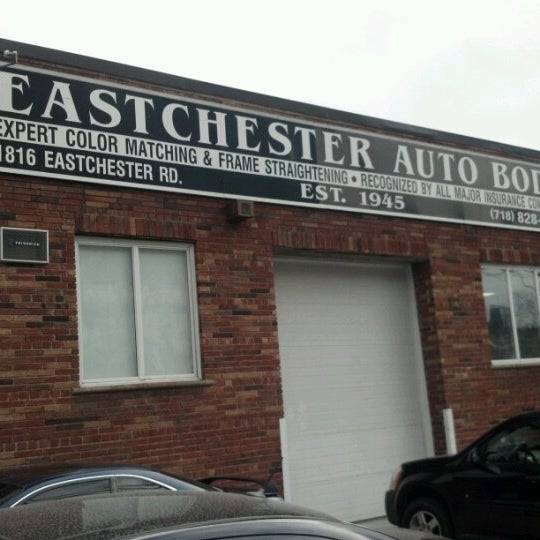 EASTCHESTER AUTO BOD
EXPERT COLOR MATCHING & FRAME STRAIGHTENING • RECOGNIZED BY ALL MAJOR INSURANCE COM
1816 EASTCHESTER RD.
EST. 1945
(718) 828-